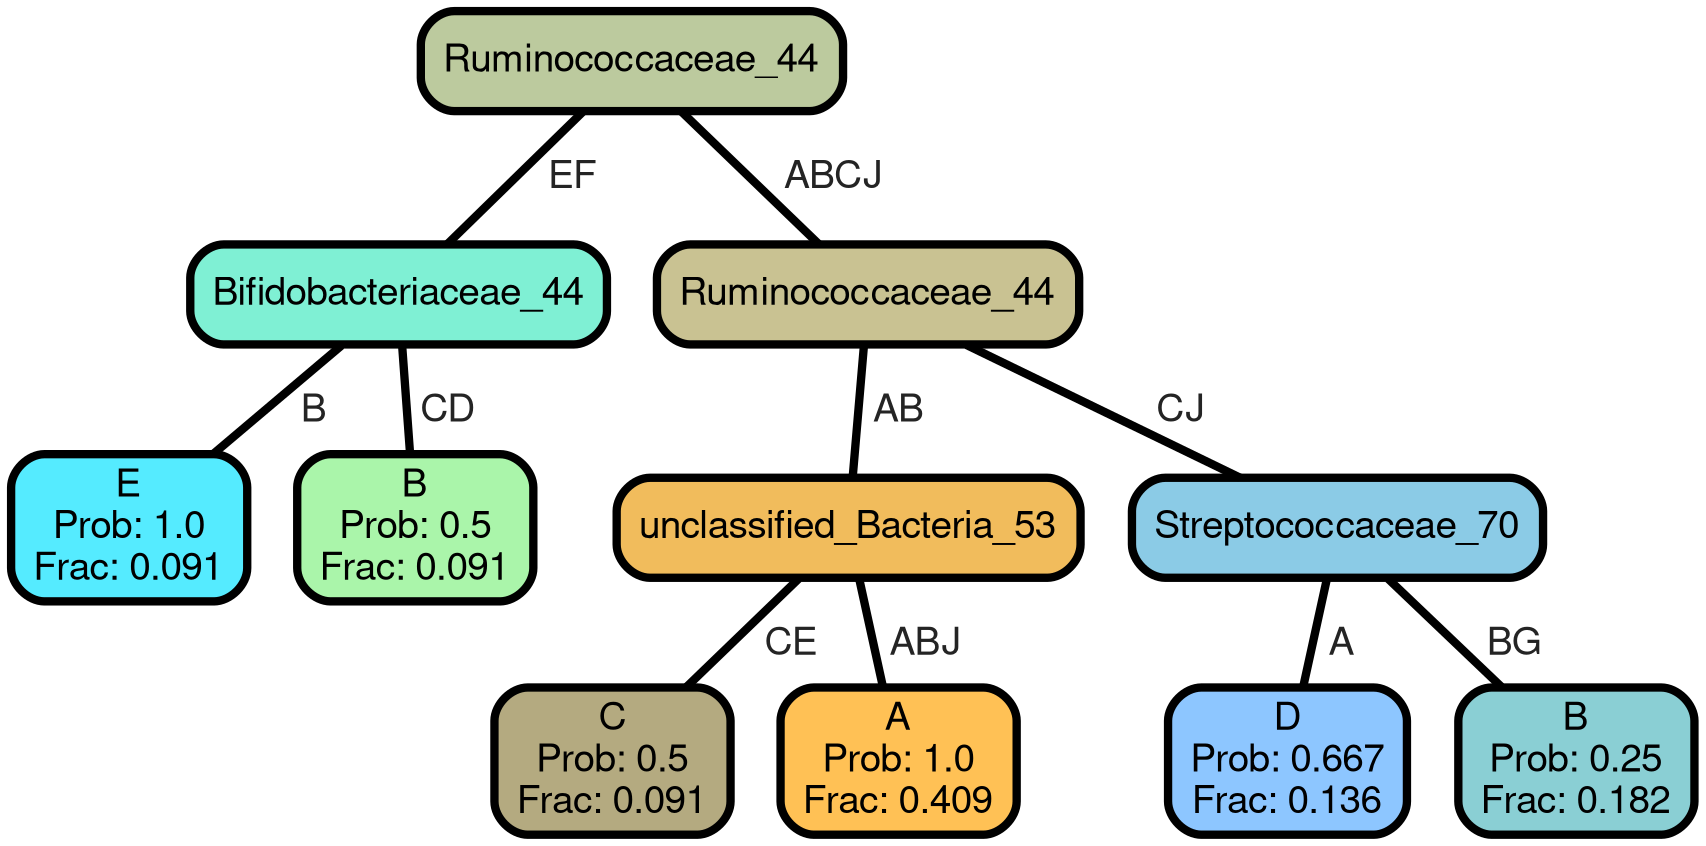 Ruminococcaceae_44
EF
ABCJ
Bifidobacteriaceae_44
Ruminococcaceae_44
B
CD
AB
CJ
E
Prob: 1.0
Frac: 0.091
B
Prob: 0.5
Frac: 0.091
unclassified_Bacteria_53
Streptococcaceae_70
CE
ABJ
A
BG
C
Prob: 0.5
Frac: 0.091
A
Prob: 1.0
Frac: 0.409
D
Prob: 0.667
Frac: 0.136
B
Prob: 0.25
Frac: 0.182